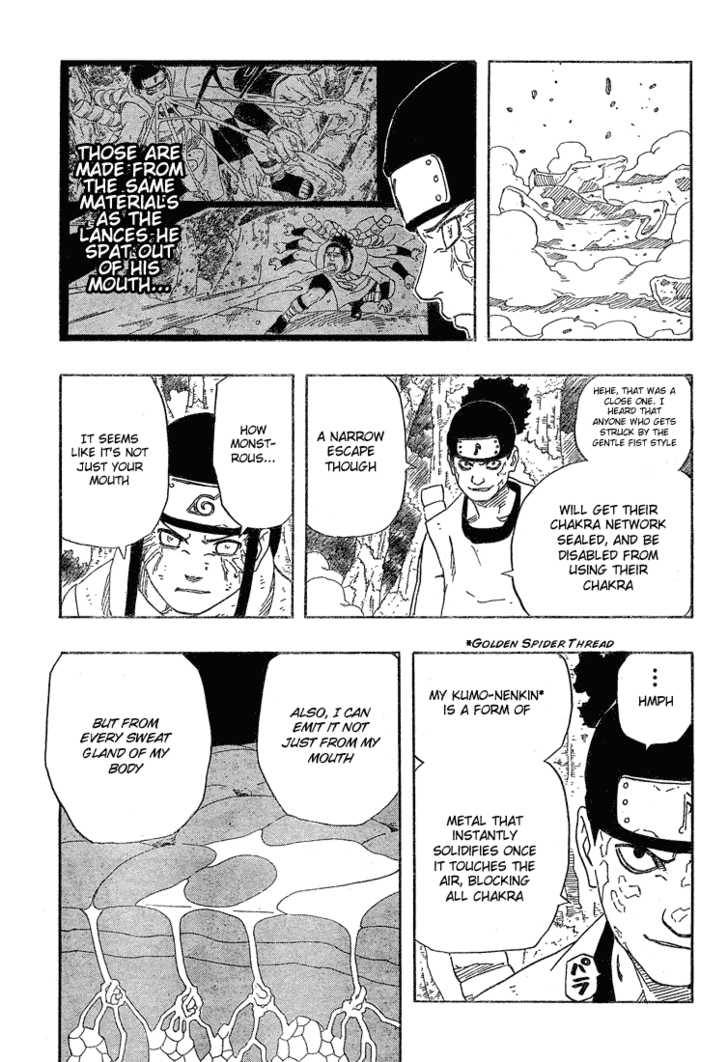 THOSE ARE
MADE FROM
THE SAME
MATERIALS
AS THE
LANCES HE
SPAT OUT
OF HIS
MOUTH...
HEHE, THAT WAS A
CLOSE ONE. I
HEARD THAT
ANYONE WHO GETS
STRUCK BY THE
GENTLE FIST STYLE
WILL GET THEIR
CHAKRA NETWORK
SEALED, AND BE
DISABLED FROM
USING THEIR
CHAKRA
A NARROW
ESCAPE
THOUGH
HOW
MONST-
ROUS...
IT SEEMS
LIKE IT'S NOT
JUST YOUR
MOUTH
*GOLDEN SPIDER THREAD
HMPH
MY KUMO-NENKIN*
IS A FORM OF
METAL THAT
INSTANTLY
SOLIDIFIES ONCE
IT TOUCHES THE
AIR, BLOCKING
ALL CHAKRA
パラ
ALSO, I CAN
EMIT IT NOT
JUST FROM MY
MOUTH
BUT FROM
EVERY SWEAT
GLAND OF MY
BODY